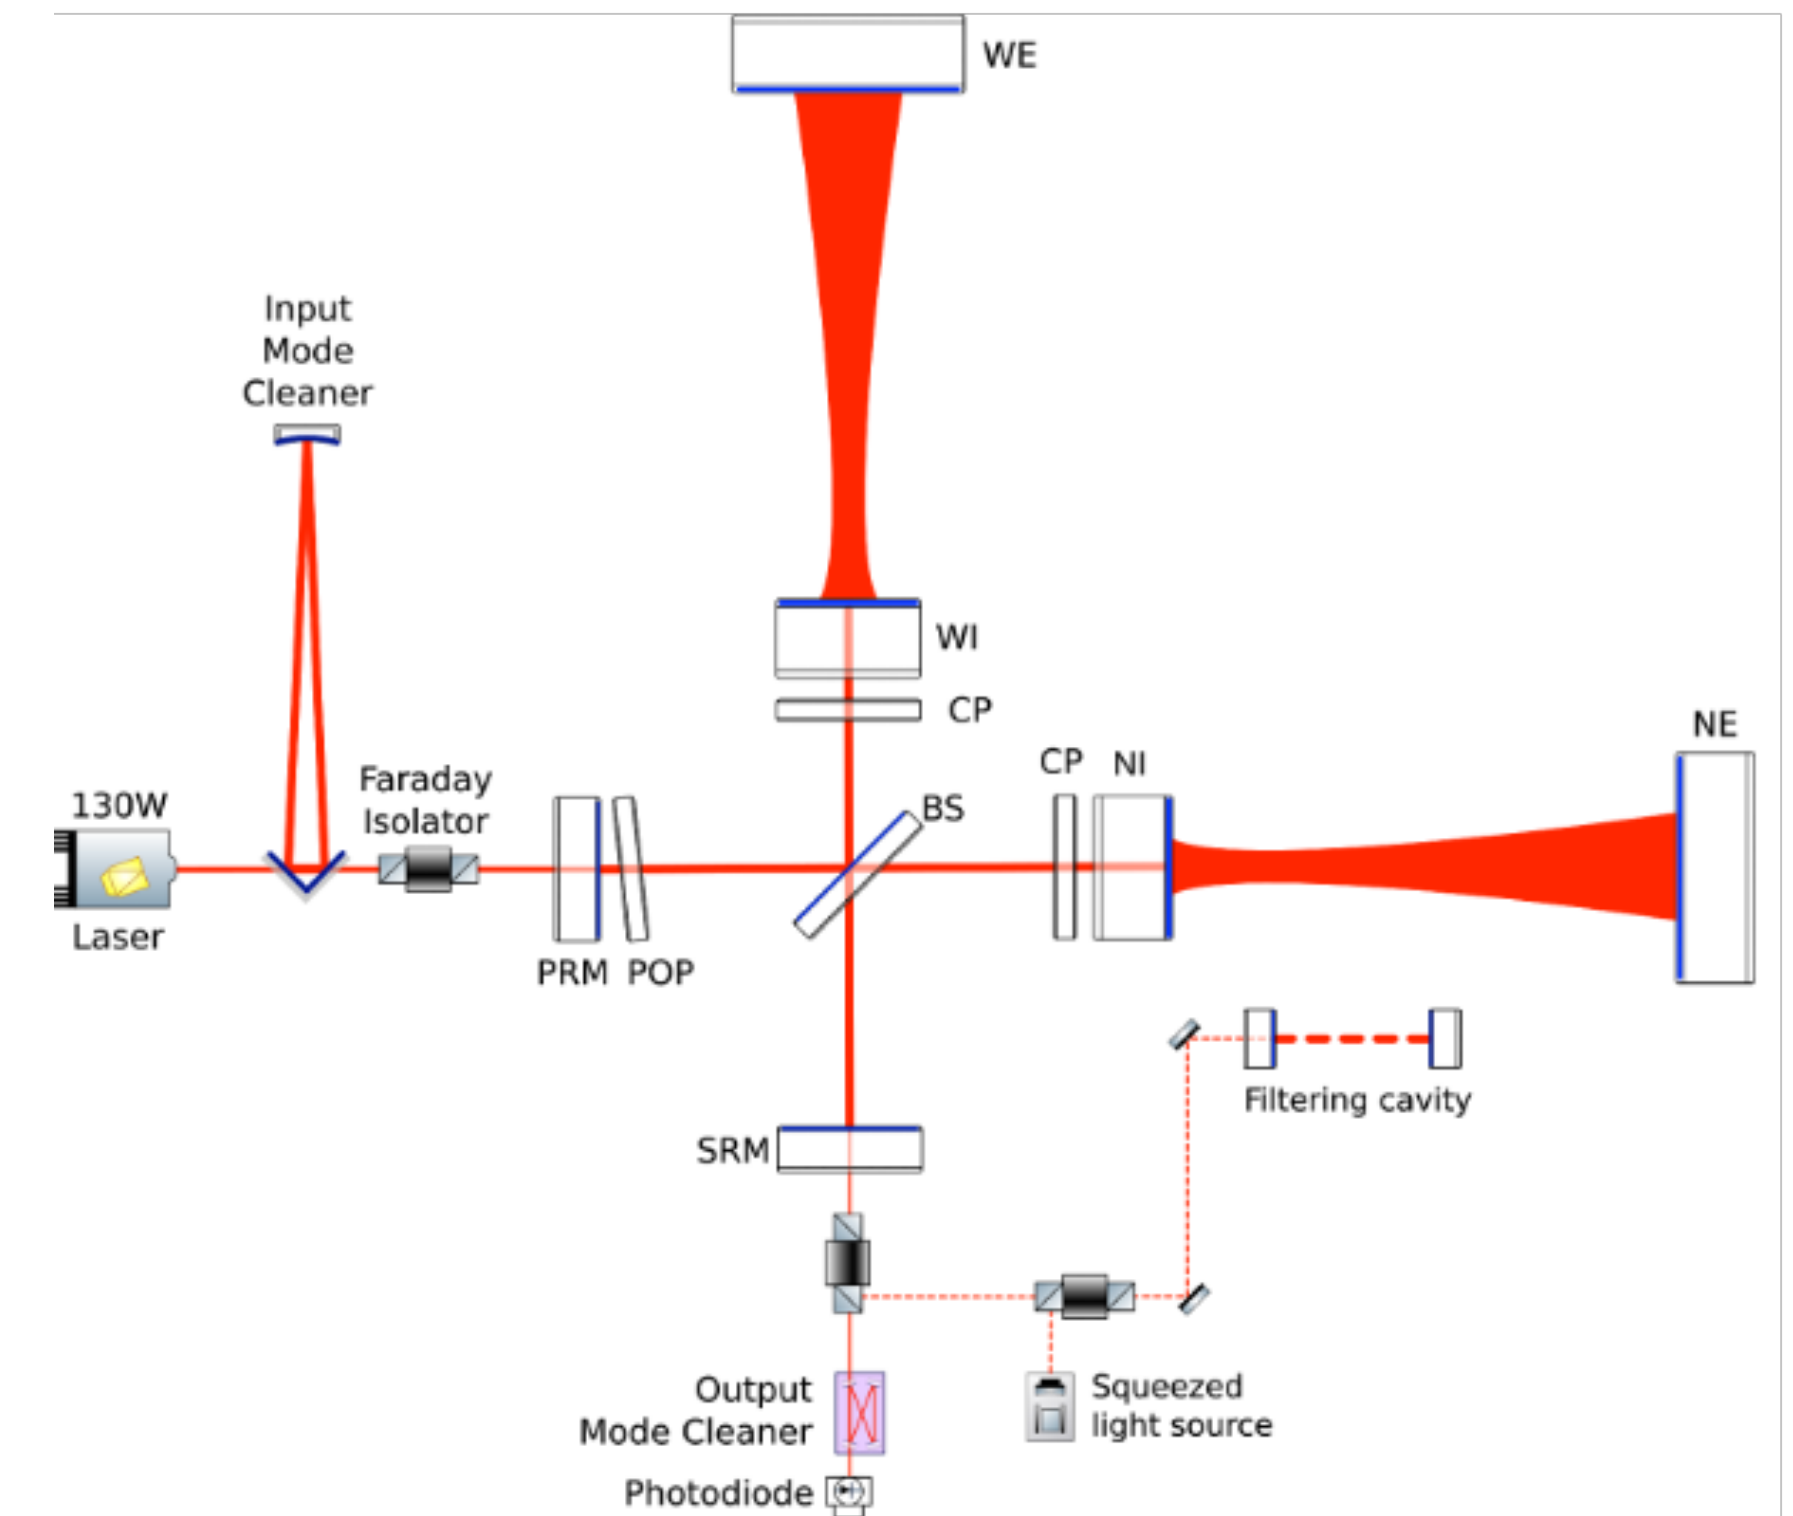 WE
Input
Mode
Cleaner
WI
CP
NE
CP
NI
Faraday
Isolator
130W
BS
Laser
PRM
POP
Filtering cavity
SRM
Output
Mode Cleaner
Squeezed
light source
Photodiode